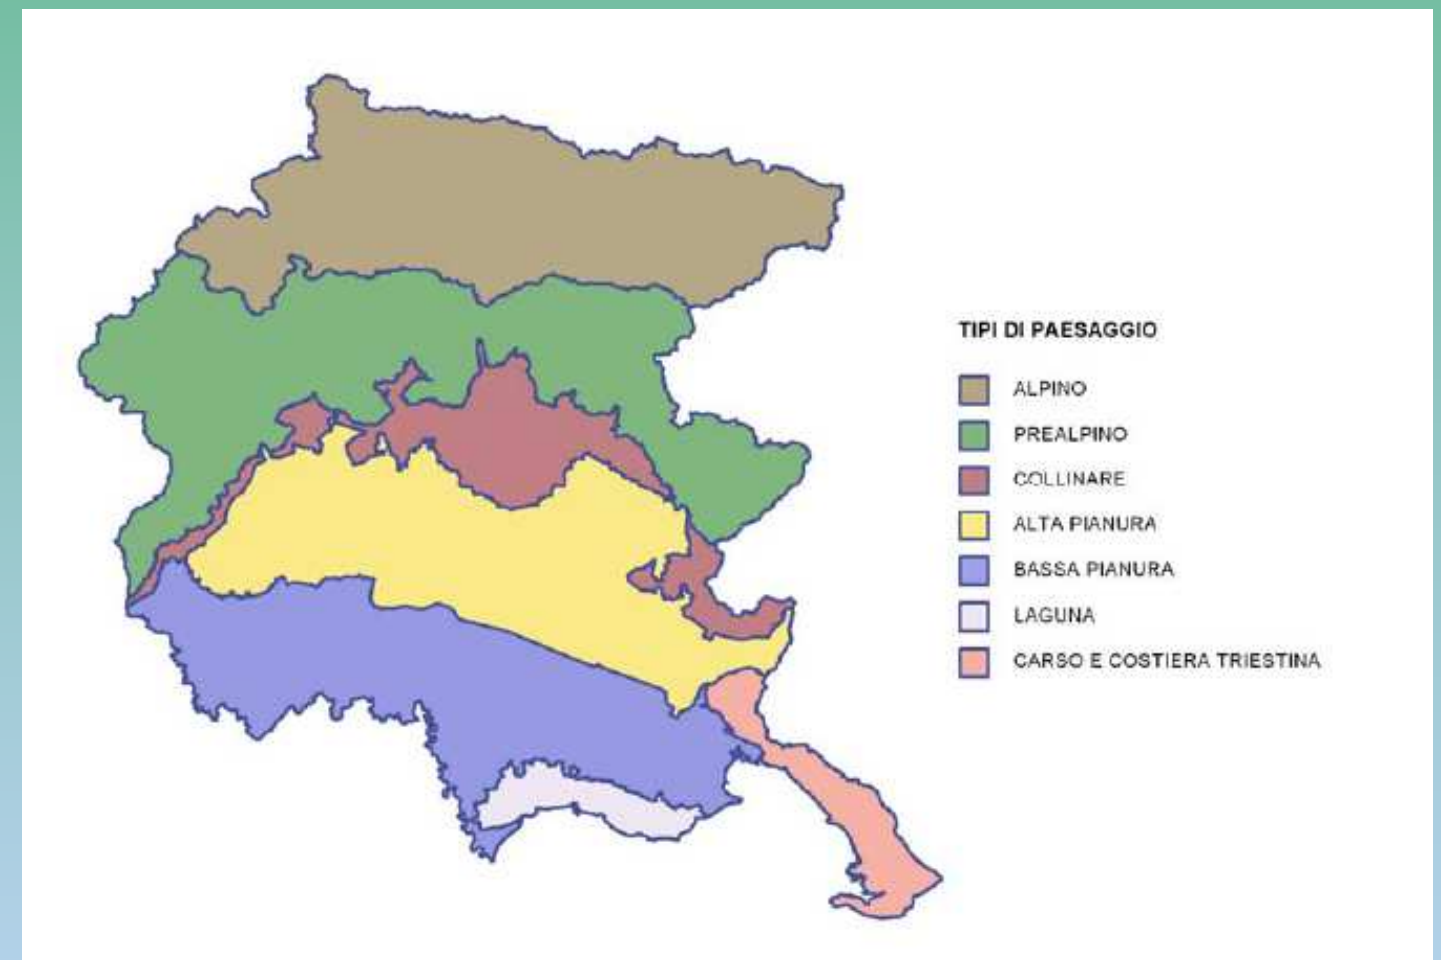 TIPI DI PAESAGGIO
ALPINO
PREALPINO
COLLINARE
ALTA PIANURA
BASSA PIANURA
LAGUNA
CARSO E COSTIERA TRIESTINA